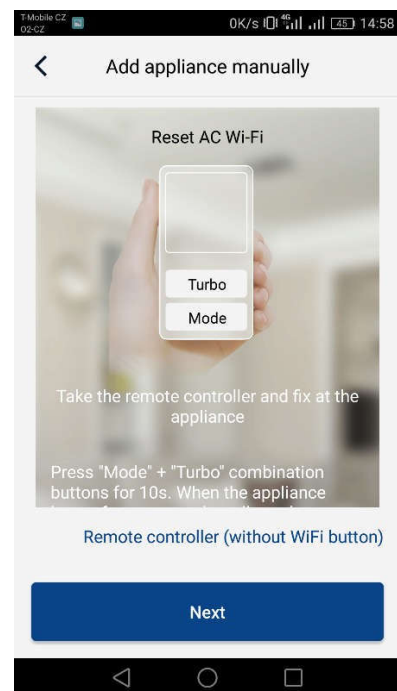 T-Mobile CZ
O2-CZ
0K/s 4G 45 14:58
Add appliance manually
Reset AC Wi-Fi
Turbo
Mode
Take the remote controller and fix at the
appliance
Press "Mode" + "Turbo" combination
buttons for 10s. When the appliance
Remote controller (without WiFi button)
Next